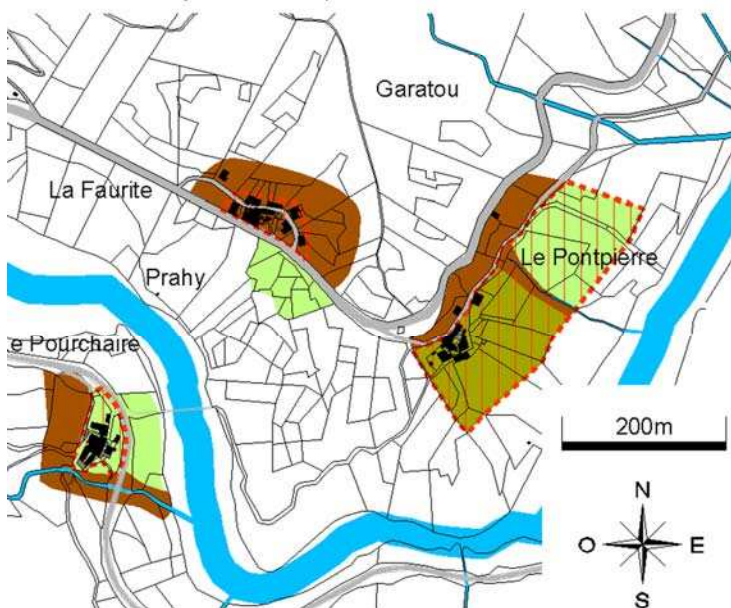 Garatou
La Faurite
Le Pontpierre
Prahy
e Pourchaire
200m
N
O
E
S